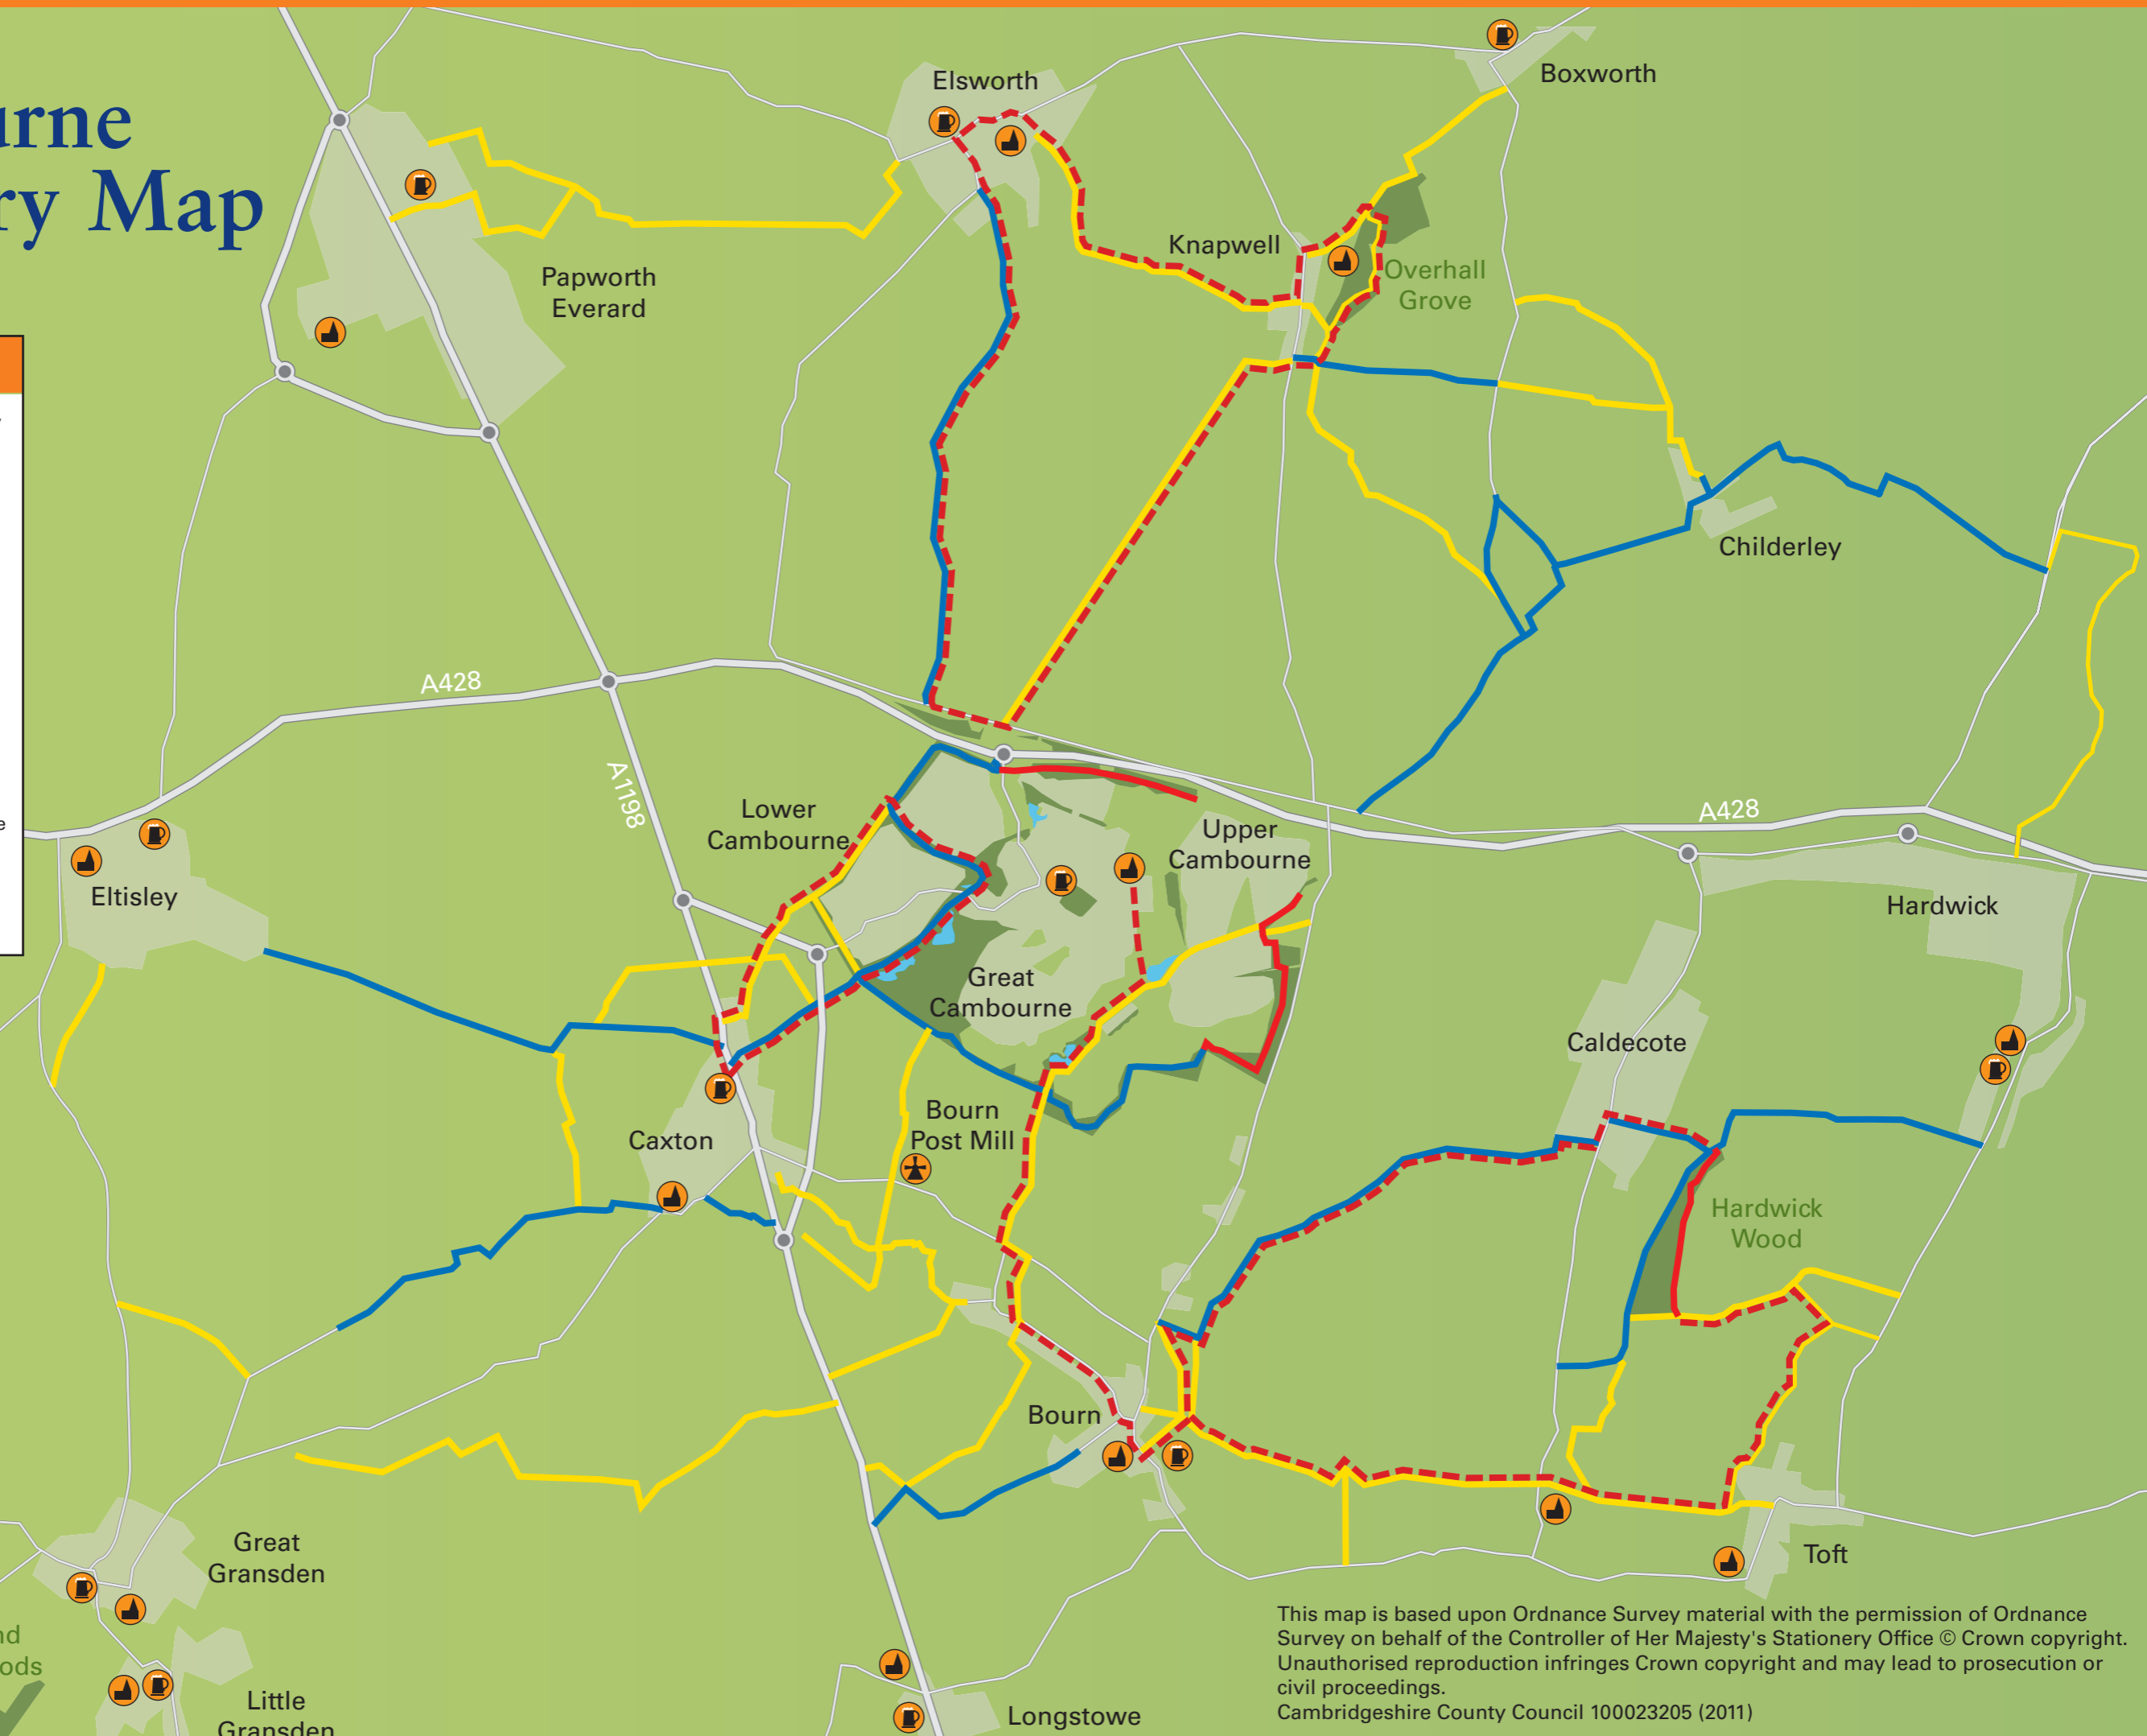 urne
ry Map
Elsworth
Boxworth
Knapwell
Overhall
Grove
Papworth
Everard
Childerley
A428
A1198
Lower
Cambourne
Upper
Cambourne
A428
Eltisley
Hardwick
Great
Cambourne
Caldecote
Bourn
Post Mill
Caxton
Hardwick
Wood
Bourn
Great
Gransden
Toft
nd
ods
Little
Gransden
Longstowe
This map is based upon Ordnance Survey material with the permission of Ordnance
Survey on behalf of the Controller of Her Majesty's Stationery Office © Crown copyright.
Unauthorised reproduction infringes Crown copyright and may lead to prosecution or
civil proceedings.
Cambridgeshire County Council 100023205 (2011)